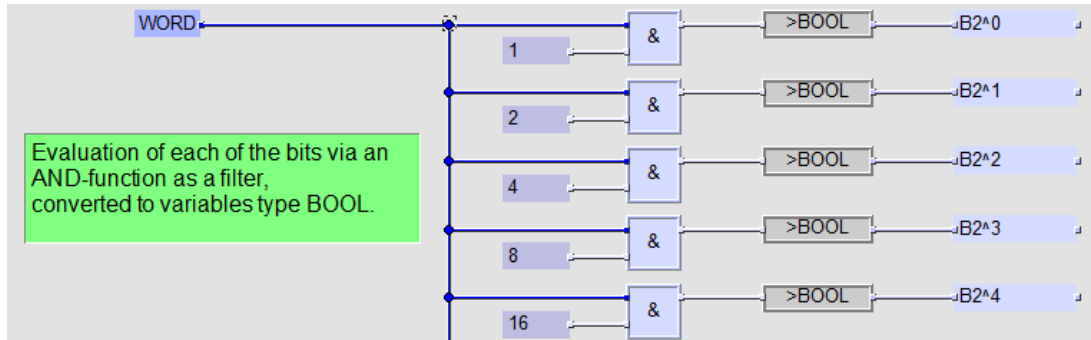 WORD
& >BOOL B2^0
1
& >BOOL B2^1
2
Evaluation of each of the bits via an
AND-function as a filter,
converted to variables type BOOL.
& >BOOL B2^2
4
& >BOOL B2^3
8
& >BOOL B2^4
16